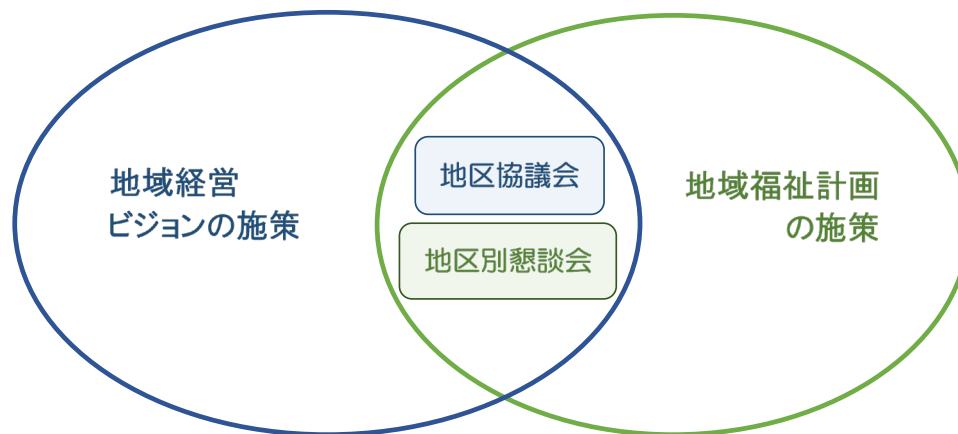 地域経営
ビジョンの施策
地区協議会
地区別懇談会
地域福祉計画
の施策